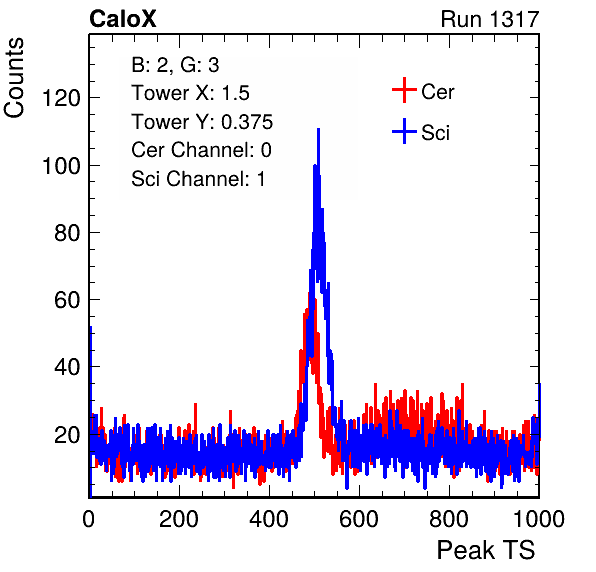 CaloX Run 1317
Counts
B: 2, G: 3
Tower X: 1.5
Tower Y: 0.375
Cer Channel: 0
Sci Channel: 1
Cer
Sci
120
100
80
60
40
20
0 200 400 600 800 1000
Peak TS